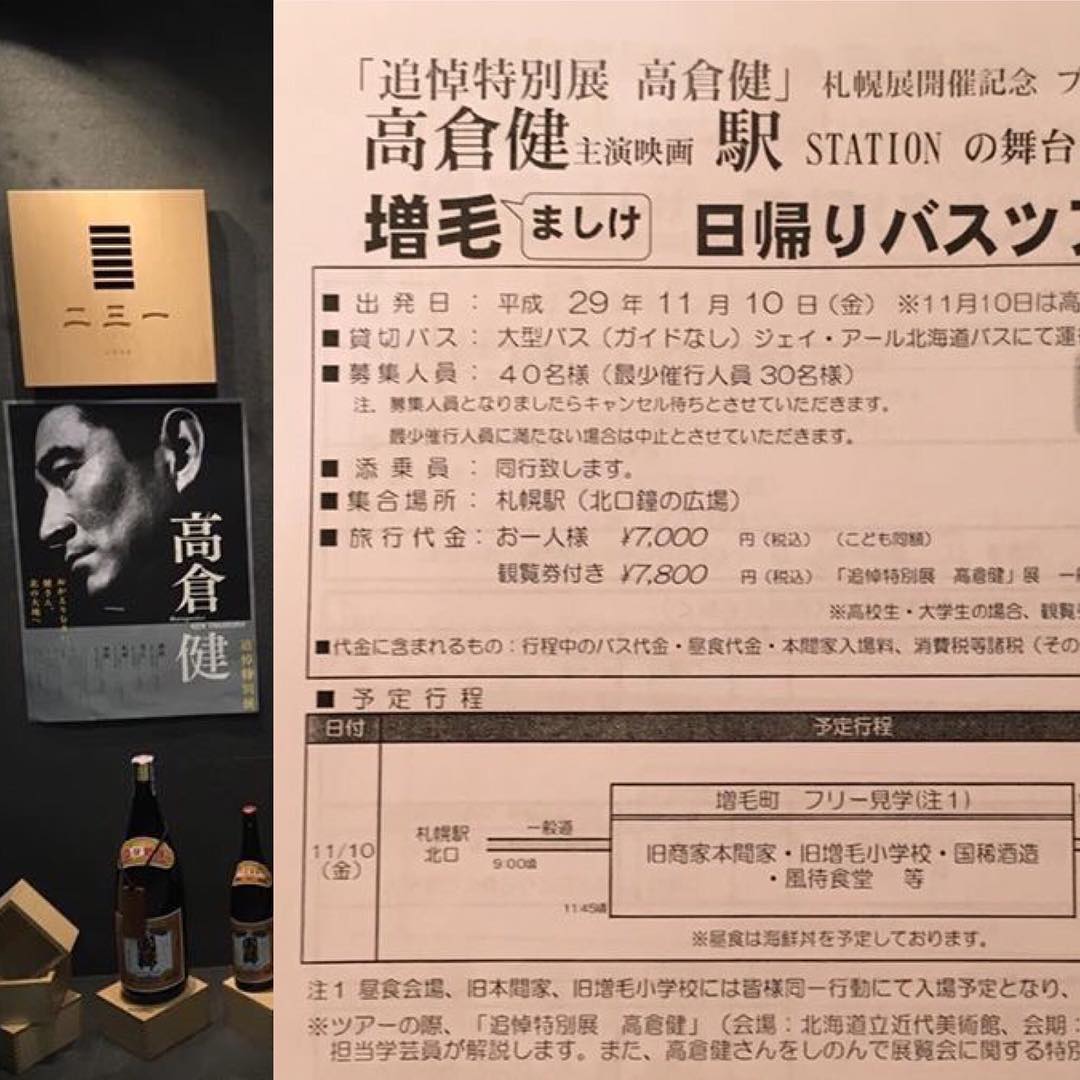 二三一
高倉健
追悼特別展
おかえりなさい
健さん、
北の大地へ
国稀
「追悼特別展 高倉健」 札幌展開催記念 プ
高倉健主演映画 駅 STATION の舞台
増毛 ましけ 日帰りバスツア
■ 出発日：平成 29 年 11 月 10 日（金） ※11月10日は高
■ 貸切バス：大型バス（ガイドなし）ジェイ・アール北海道バスにて運
■ 募集人員：４０名様（最少催行人員 30名様）
注．募集人員となりましたらキャンセル待ちとさせていただきます。
最少催行人員に満たない場合は中止とさせていただきます。
■ 添乗員：同行致します。
■ 集合場所：札幌駅（北口鐘の広場）
■ 旅行代金：お一人様 ¥7,000 円（税込）（こども同額）
観覧券付き ¥7,800 円（税込）「追悼特別展 高倉健」展 一般
※高校生・大学生の場合、観覧
■代金に含まれるもの：行程中のバス代金・昼食代金・本間家入場料、消費税等諸税（その
■ 予定行程
日付 予定行程
11/10
（金）
札幌駅
北口
一般道
9:00頃
11:45頃
増毛町 フリー見学(注１)
旧商家本間家・旧増毛小学校・国稀酒造
・風待食堂 等
※昼食は海鮮丼を予定しております。
注１ 昼食会場、旧本間家、旧増毛小学校には皆様同一行動にて入場予定となり、
※ツアーの際、「追悼特別展 高倉健」（会場：北海道立近代美術館、会期：
担当学芸員が解説します。また、高倉健さんをしのんで展覧会に関する特別